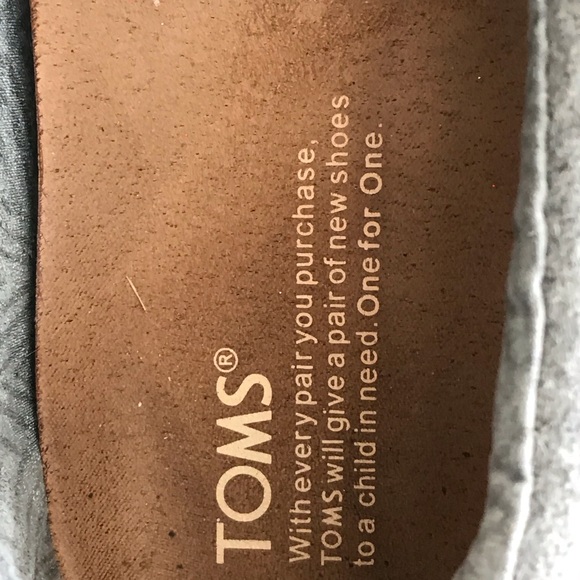 TOMS®
With every pair you purchase,
TOMS will give a pair of new shoes
to a child in need. One for One.